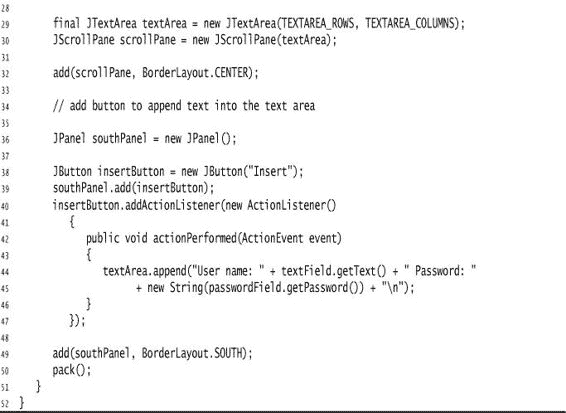 28
29 final JTextArea textArea = new JTextArea(TEXTAREA_ROWS, TEXTAREA_COLUMNS);
30 JScrollPane scrollPane = new JScrollPane(textArea);
31
32 add(scrollPane, BorderLayout.CENTER);
33
34 // add button to append text into the text area
35
36 JPanel southPanel = new JPanel();
37
38 JButton insertButton = new JButton("Insert");
39 southPanel.add(insertButton);
40 insertButton.addActionListener(new ActionListener()
41 {
42 public void actionPerformed(ActionEvent event)
43 {
44 textArea.append("User name: " + textField.getText() + " Password: "
45 + new String(passwordField.getPassword()) + "\n");
46 }
47 });
48
49 add(southPanel, BorderLayout.SOUTH);
50 pack();
51 }
52 }